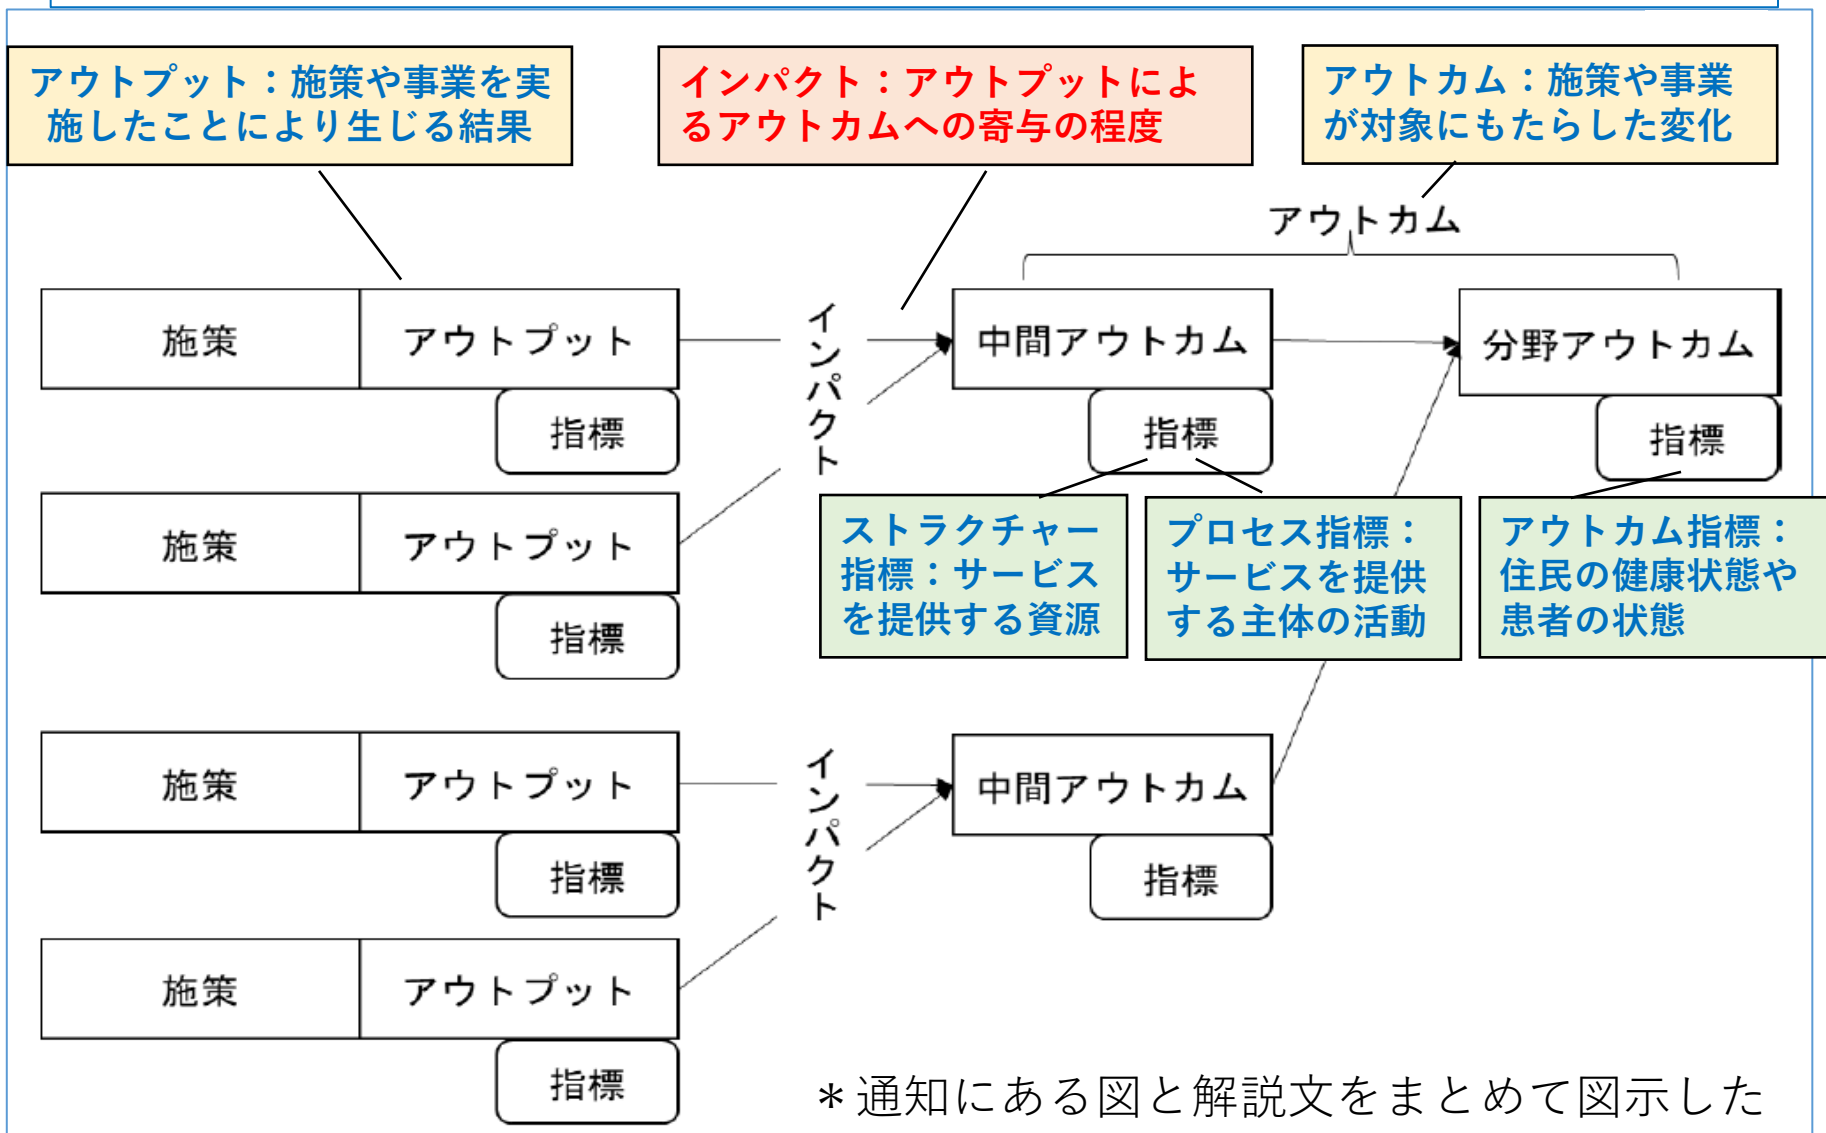 アウトプット：施策や事業を実
施したことにより生じる結果
インパクト：アウトプットによ
るアウトカムへの寄与の程度
アウトカム：施策や事業
が対象にもたらした変化
アウトカム
施策
アウトプット
指標
インパクト
中間アウトカム
指標
分野アウトカム
指標
施策
アウトプット
指標
ストラクチャー
指標：サービス
を提供する資源
プロセス指標：
サービスを提供
する主体の活動
アウトカム指標：
住民の健康状態や
患者の状態
施策
アウトプット
指標
インパクト
中間アウトカム
指標
施策
アウトプット
指標
＊通知にある図と解説文をまとめて図示した